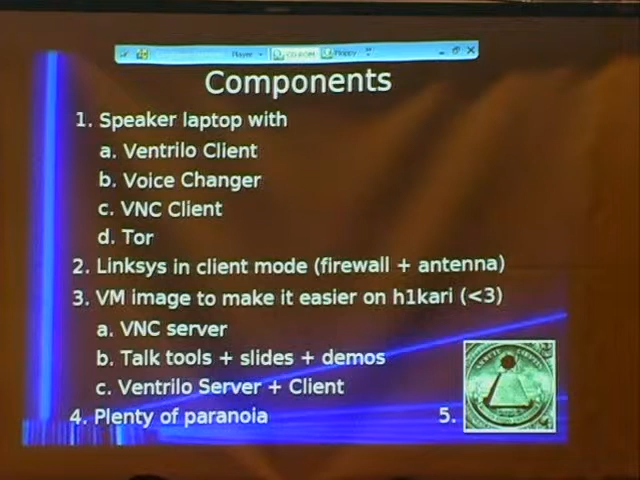 Player
Components
1. Speaker laptop with
a. Ventrilo Client
b. Voice Changer
c. VNC Client
d. Tor
2. Linksys in client mode (firewall + antenna)
3. VM image to make it easier on h1kari (<3)
a. VNC server
b. Talk tools + slides + demos
c. Ventrilo Server + Client
4. Plenty of paranoia 5.